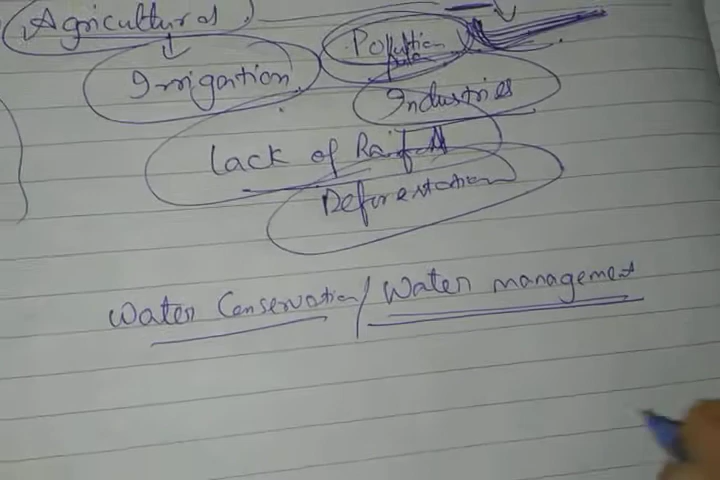 Agricultural
Pollution
Irrigation
Industries
Lack of Rainfall
Deforestation
Water Conservation / Water management